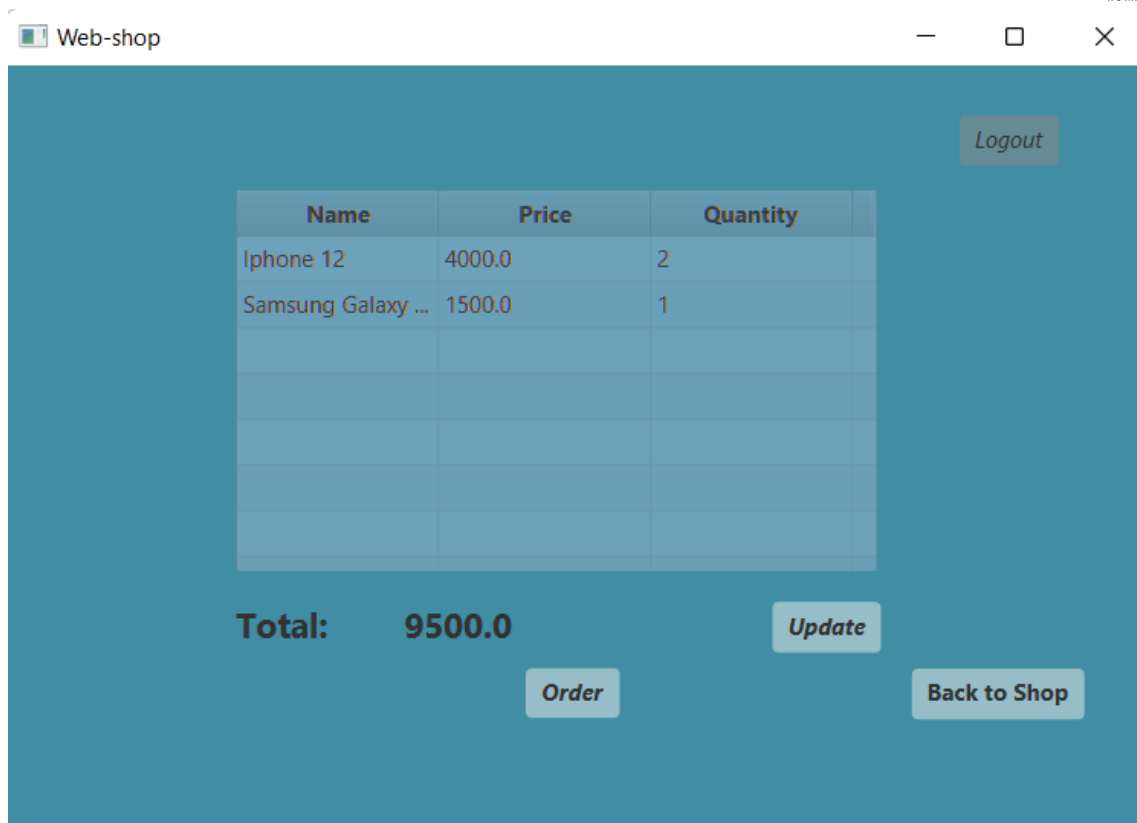 Web-shop
Logout
Name Price Quantity
Iphone 12 4000.0 2
Samsung Galaxy ... 1500.0 1
Total: 9500.0 Update
Order Back to Shop